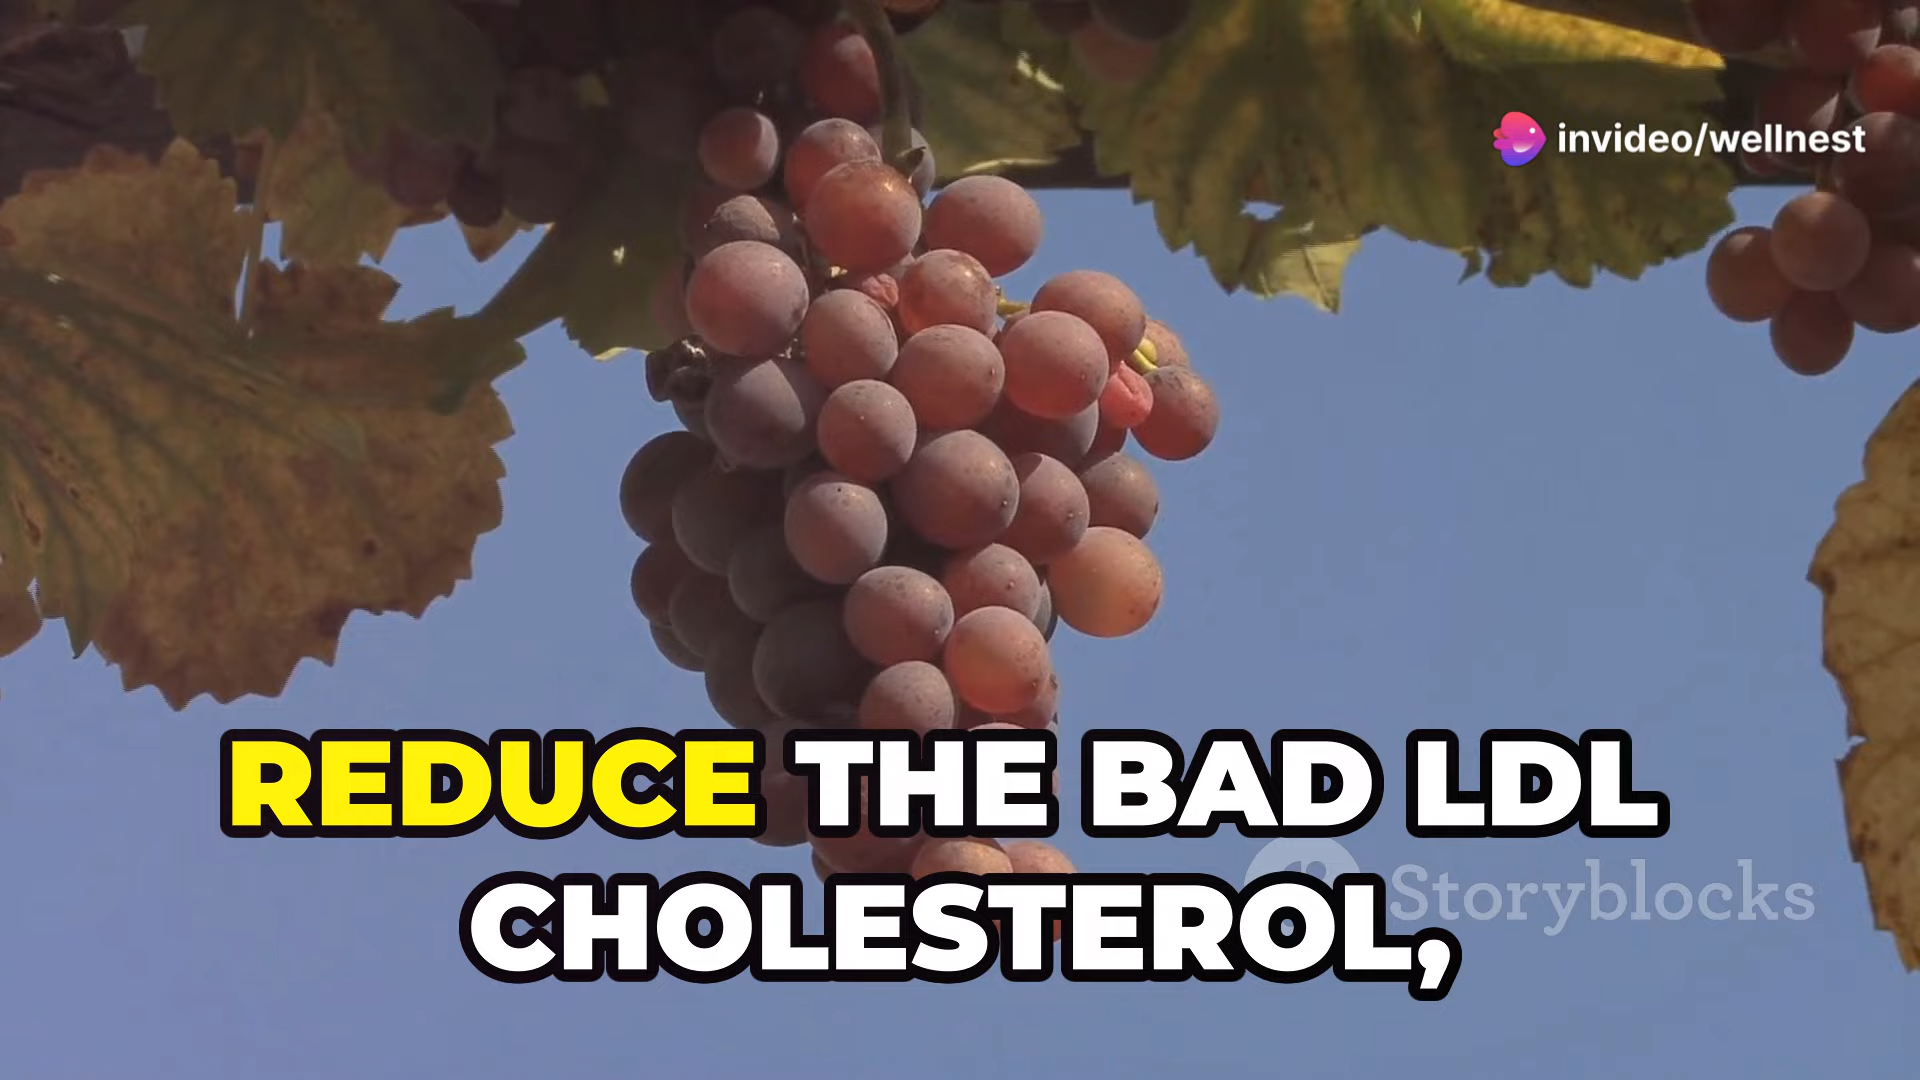 invideo/wellnest
REDUCE THE BAD LDL
Storyblocks
CHOLESTEROL,